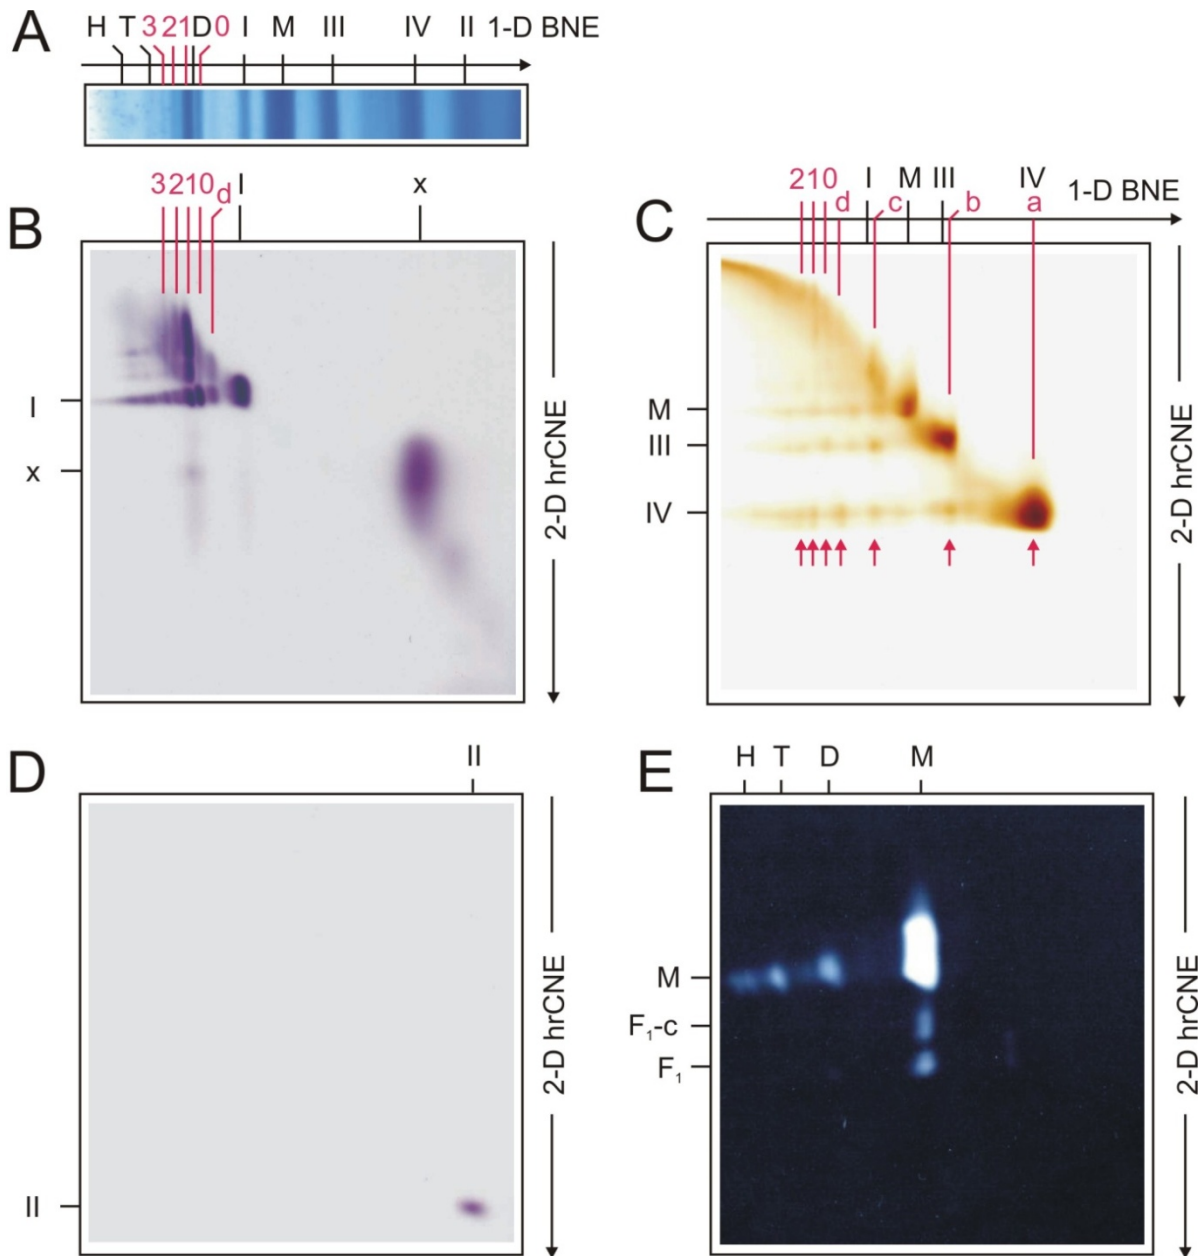 A
H T 3 2 1 D 0 I M III IV II 1-D BNE
B
3 2 1 0 d I x
I
x
2-D hrCNE
C
2 1 0 d I c M III b IV a 1-D BNE
M
III
IV
2-D hrCNE
D
II
II
2-D hrCNE
E
H T D M
M
F₁-c
F₁
2-D hrCNE